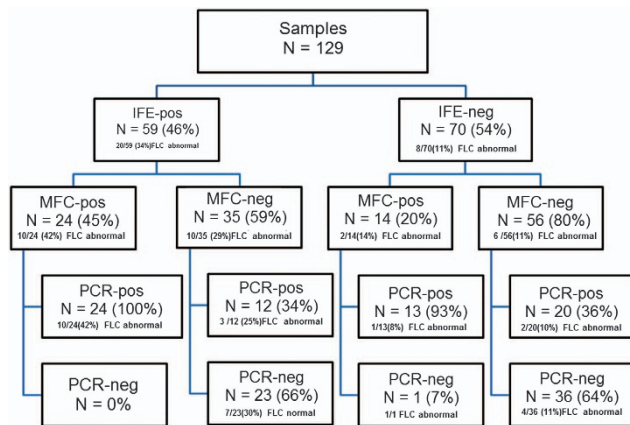 Samples
N = 129
IFE-pos
N = 59 (46%)
20/59 (34%)FLC abnormal
IFE-neg
N = 70 (54%)
8/70(11%) FLC abnormal
MFC-pos
N = 24 (45%)
10/24 (42%) FLC abnormal
MFC-neg
N = 35 (59%)
10/35 (29%)FLC abnormal
MFC-pos
N = 14 (20%)
2/14(14%) FLC abnormal
MFC-neg
N = 56 (80%)
6 /56(11%) FLC abnormal
PCR-pos
N = 24 (100%)
10/24(42%) FLC abnormal
PCR-pos
N = 12 (34%)
3 /12 (25%)FLC abnormal
PCR-pos
N = 13 (93%)
1/13(8%) FLC abnormal
PCR-pos
N = 20 (36%)
2/20(10%) FLC abnormal
PCR-neg
N = 0%
PCR-neg
N = 23 (66%)
7/23(30%) FLC normal
PCR-neg
N = 1 (7%)
1/1 FLC abnormal
PCR-neg
N = 36 (64%)
4/36 (11%)FLC abnormal